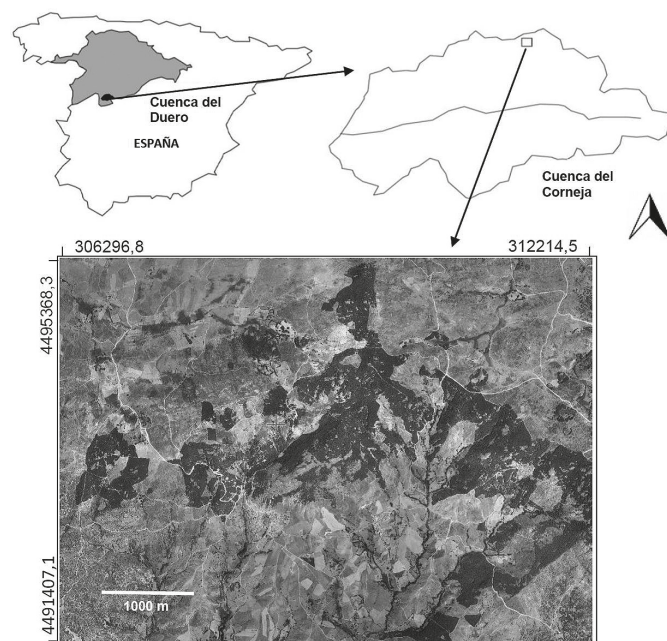 Cuenca del
Duero
ESPAÑA
Cuenca del
Corneja
306296,8
312214,5
4495368,3
4491407,1
1000 m